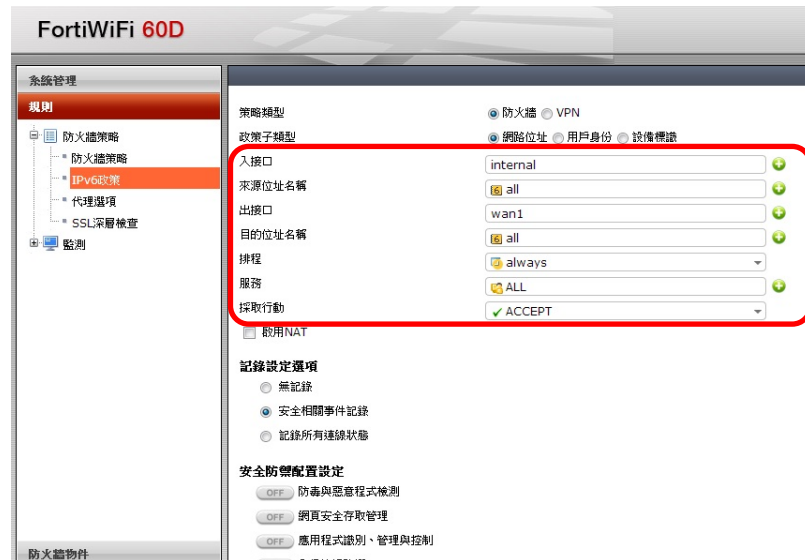 FortiWiFi 60D
系統管理
規則
防火牆策略
防火牆策略
IPv6政策
代理選項
SSL深層檢查
監測
防火牆物件
策略類型 防火牆 VPN
政策子類型 網路位址 用戶身份 設備標識
入接口 internal
來源位址名稱 all
出接口 wan1
目的位址名稱 all
排程 always
服務 ALL
採取行動 ACCEPT
啟用NAT
記錄設定選項
無記錄
安全相關事件記錄
記錄所有連線狀態
安全防禦配置設定
OFF 防毒與惡意程式檢測
OFF 網頁安全存取管理
OFF 應用程式識別、管理與控制